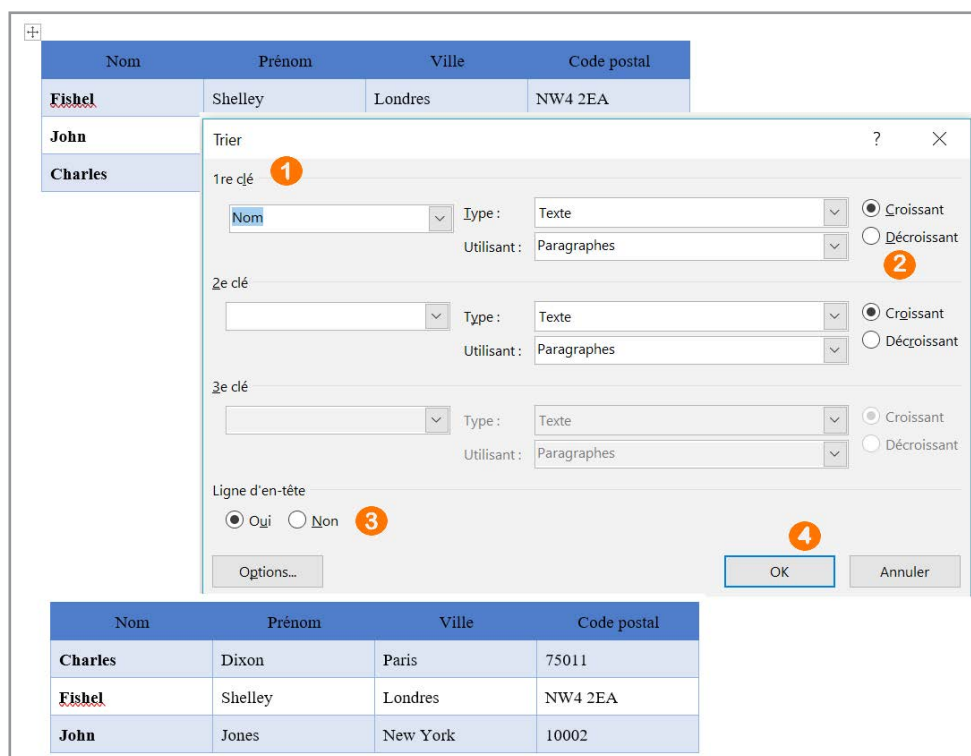 Nom Prénom Ville Code postal
Fishel Shelley Londres NW4 2EA
John
Charles
Trier ?
1re clé 1
Nom Type : Texte Croissant
Utilisant : Paragraphes Décroissant
2
2e clé
Type : Texte Croissant
Utilisant : Paragraphes Décroissant
3e clé
Type : Texte Croissant
Utilisant : Paragraphes Décroissant
Ligne d'en-tête
Oui Non 3
4
Options... OK Annuler
Nom Prénom Ville Code postal
Charles Dixon Paris 75011
Fishel Shelley Londres NW4 2EA
John Jones New York 10002